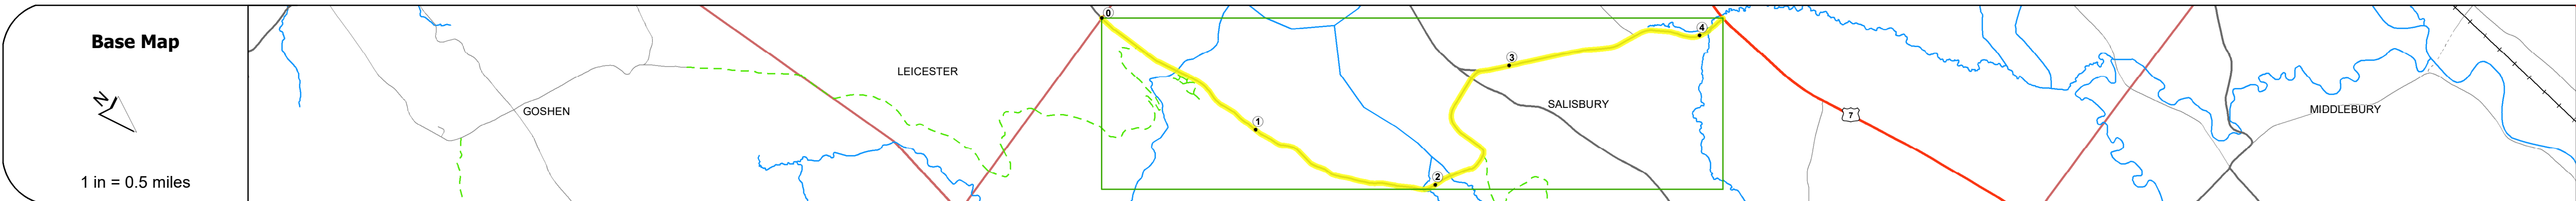 Base Map
N
1 in = 0.5 miles
GOSHEN
LEICESTER
0
1
2
3
4
SALISBURY
7
MIDDLEBURY